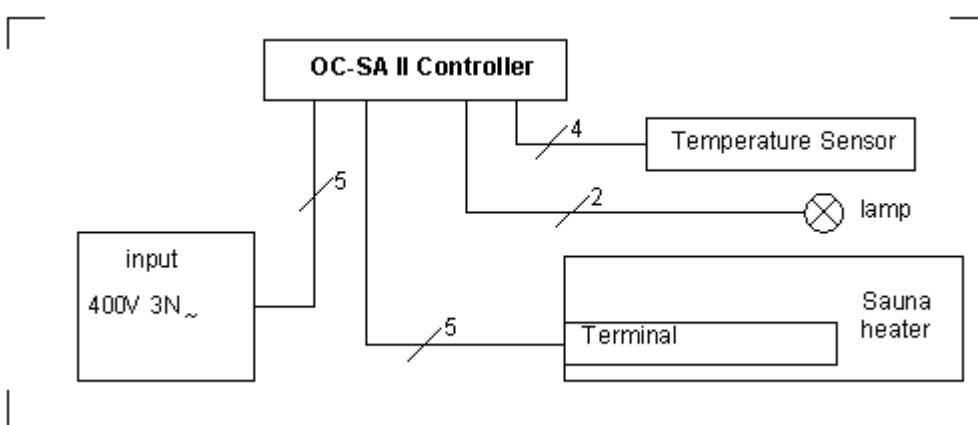 OC-SA II Controller
4
Temperature Sensor
5
2
lamp
input
400V 3N~
Sauna
heater
5
Terminal